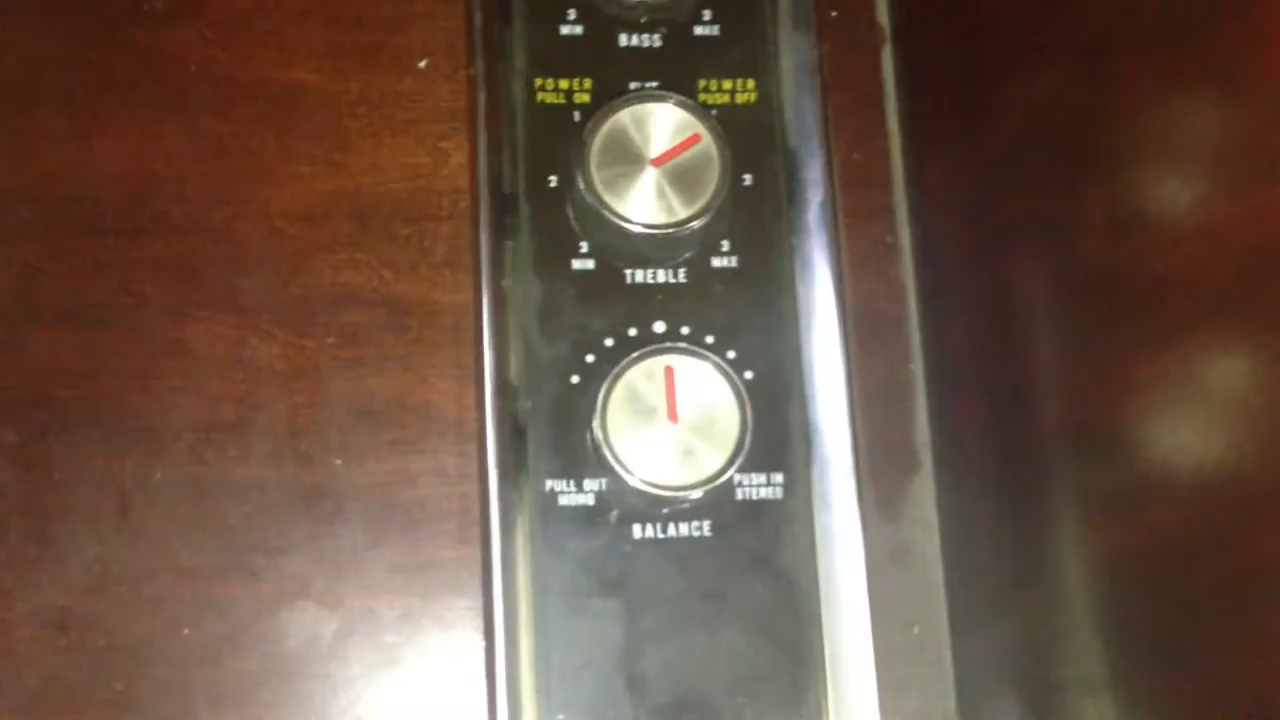 3 3
MIN MAX
BASS
POWER POWER
PULL ON PUSH OFF
1
2 2
3 3
MIN MAX
TREBLE
PULL OUT PUSH IN
MONO STEREO
BALANCE